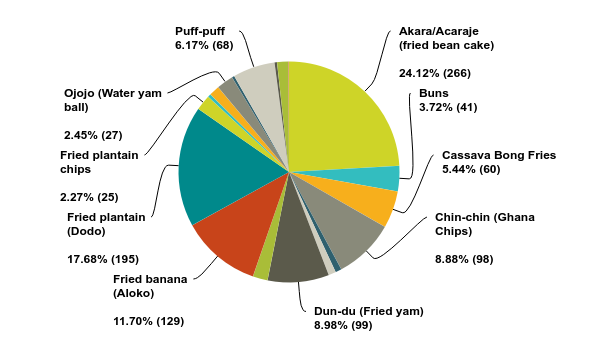 Puff-puff
6.17% (68)
Akara/Acaraje
(fried bean cake)
24.12% (266)
Buns
3.72% (41)
Cassava Bong Fries
5.44% (60)
Chin-chin (Ghana
Chips)
8.88% (98)
Dun-du (Fried yam)
8.98% (99)
Fried banana
(Aloko)
11.70% (129)
Fried plantain
(Dodo)
17.68% (195)
Fried plantain
chips
2.27% (25)
Ojojo (Water yam
ball)
2.45% (27)